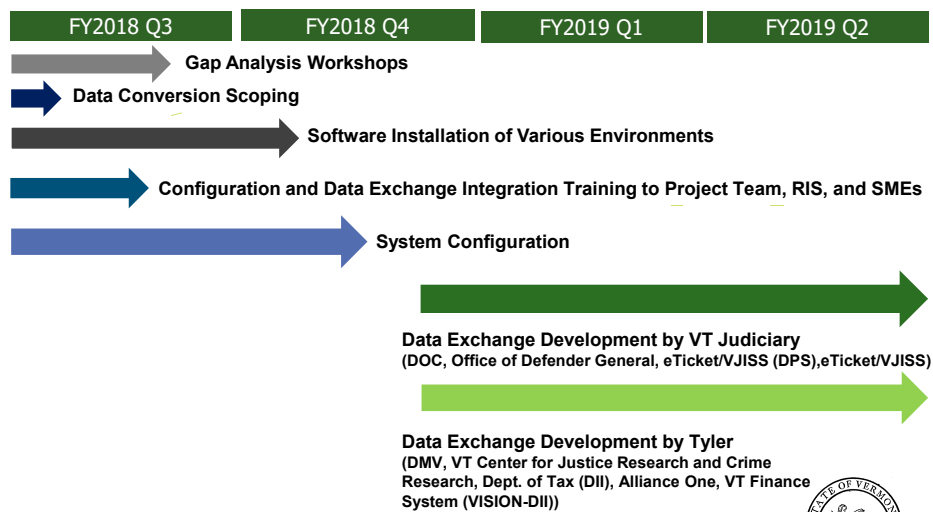 FY2018 Q3 FY2018 Q4 FY2019 Q1 FY2019 Q2
Gap Analysis Workshops
Data Conversion Scoping
Software Installation of Various Environments
Configuration and Data Exchange Integration Training to Project Team, RIS, and SMEs
System Configuration
Data Exchange Development by VT Judiciary
(DOC, Office of Defender General, eTicket/VJISS (DPS),eTicket/VJISS)
Data Exchange Development by Tyler
(DMV, VT Center for Justice Research and Crime
Research, Dept. of Tax (DII), Alliance One, VT Finance
System (VISION-DII))
STATE OF VERMON